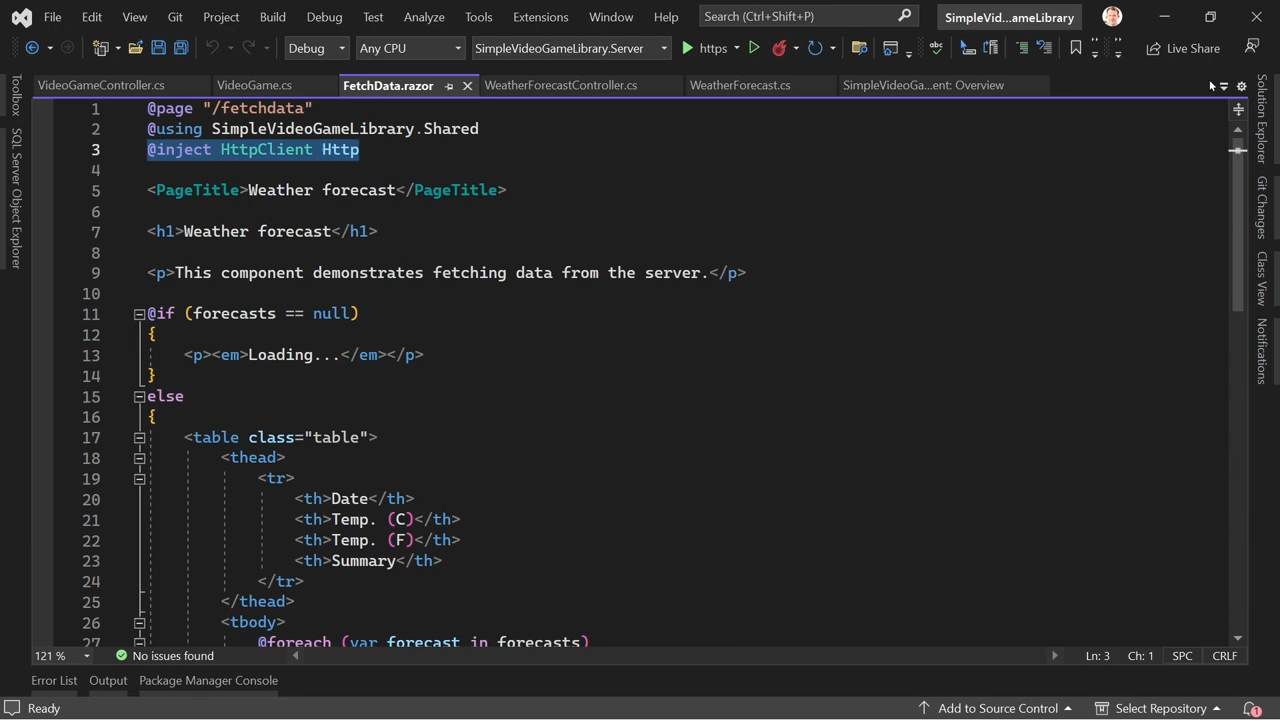 File Edit View Git Project Build Debug Test Analyze Tools Extensions Window Help Search (Ctrl+Shift+P) SimpleVid...ameLibrary
Debug Any CPU SimpleVideoGameLibrary.Server https Live Share
VideoGameController.cs VideoGame.cs FetchData.razor WeatherForecastController.cs WeatherForecast.cs SimpleVideoGa...ent: Overview
Toolbox
SQL Server Object Explorer
1 @page "/fetchdata"
2 @using SimpleVideoGameLibrary.Shared
3 @inject HttpClient Http
4
5 <PageTitle>Weather forecast</PageTitle>
6
7 <h1>Weather forecast</h1>
8
9 <p>This component demonstrates fetching data from the server.</p>
10
11 @if (forecasts == null)
12 {
13 <p><em>Loading...</em></p>
14 }
15 else
16 {
17 <table class="table">
18 <thead>
19 <tr>
20 <th>Date</th>
21 <th>Temp. (C)</th>
22 <th>Temp. (F)</th>
23 <th>Summary</th>
24 </tr>
25 </thead>
26 <tbody>
27 @foreach (var forecast in forecasts)
Solution Explorer
Git Changes
Class View
Notifications
121 % No issues found Ln: 3 Ch: 1 SPC CRLF
Error List Output Package Manager Console
Ready Add to Source Control Select Repository 1